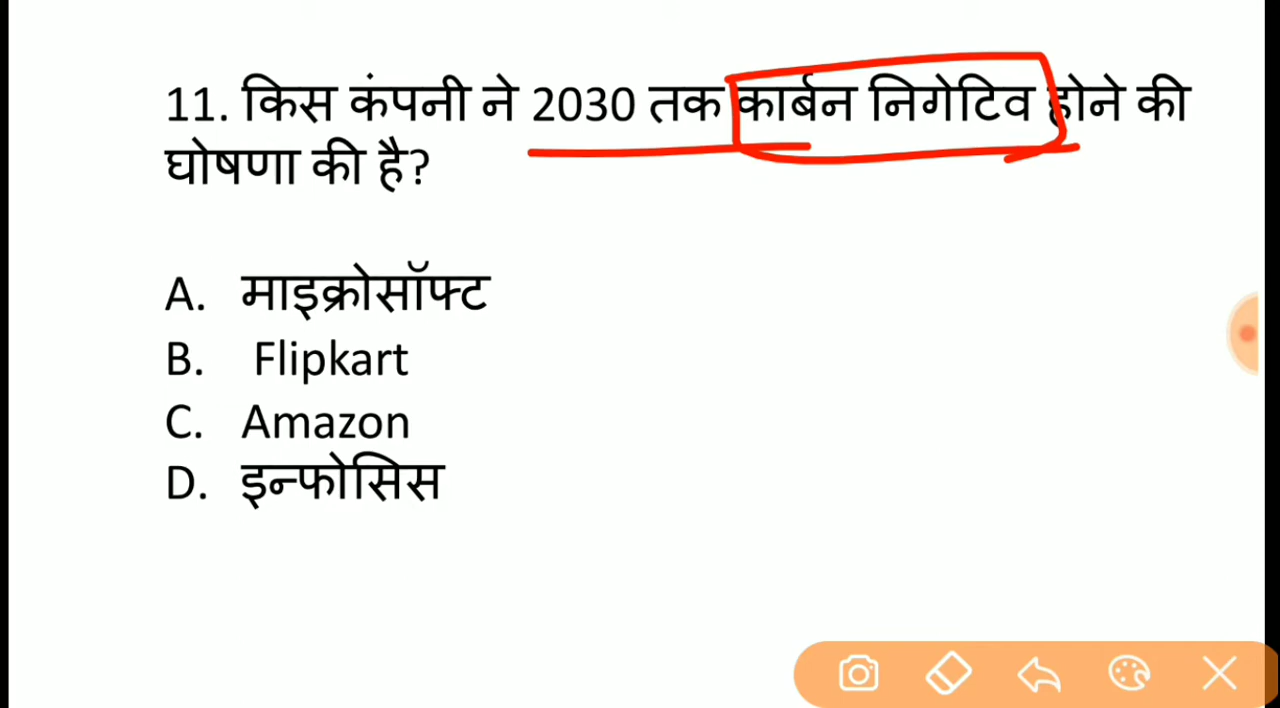 11. किस कंपनी ने 2030 तक कार्बन निगेटिव होने की
घोषणा की है?
A. माइक्रोसॉफ्ट
B. Flipkart
C. Amazon
D. इन्फोसिस